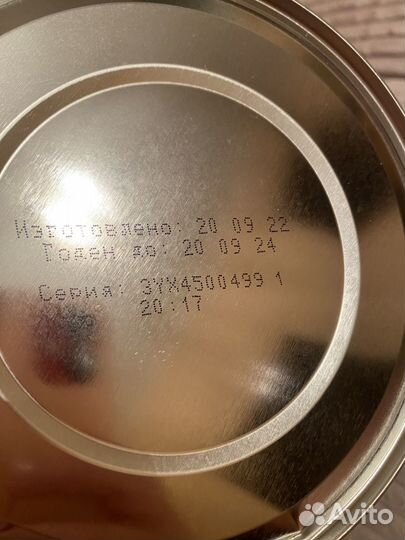 Изготовлено: 20 09 22
Годен до: 20 09 24
Серия: 3YX4500499 1
20:17
Avito